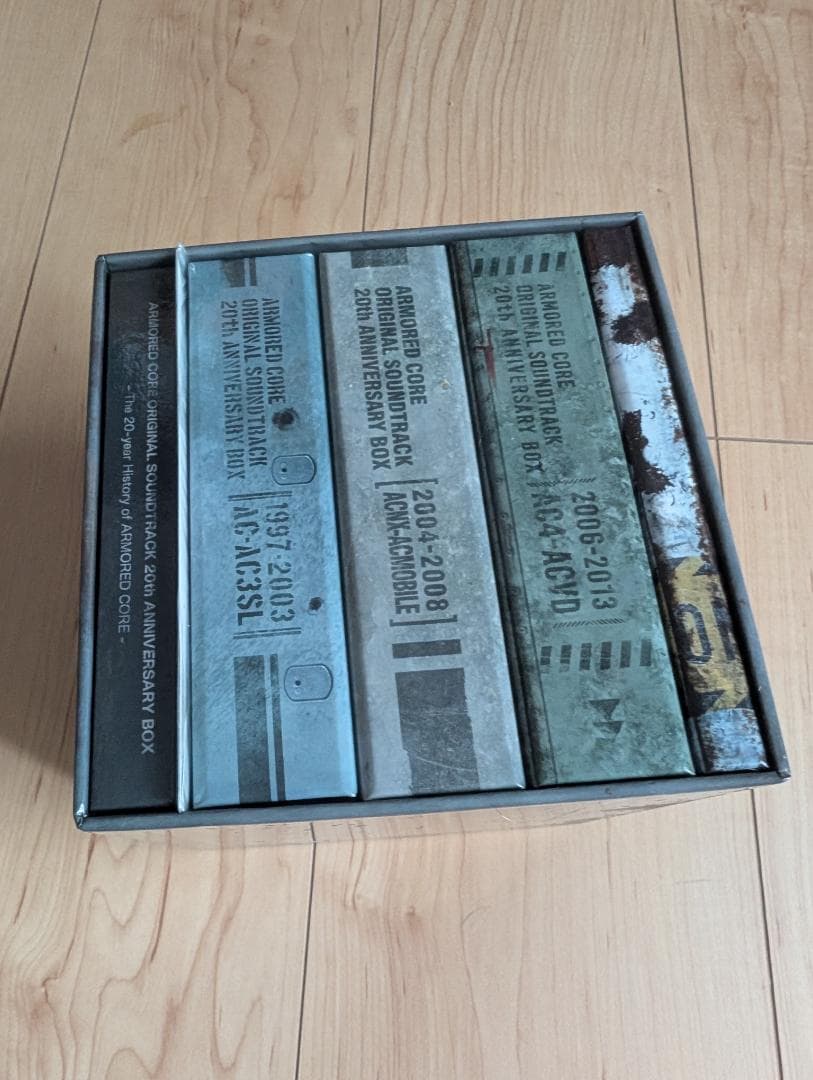 ARMORED CORE ORIGINAL SOUNDTRACK 20th ANNIVERSARY BOX
- The 20-year History of ARMORED CORE -
ARMORED CORE
ORIGINAL SOUNDTRACK
20th ANNIVERSARY BOX
1997-2003
AC-AC3SL
ARMORED CORE
ORIGINAL SOUNDTRACK
20th ANNIVERSARY BOX
2004-2008
ACNX-ACMOBILE
ARMORED CORE
ORIGINAL SOUNDTRACK
20th ANNIVERSARY BOX
2006-2013
AC4-ACVD